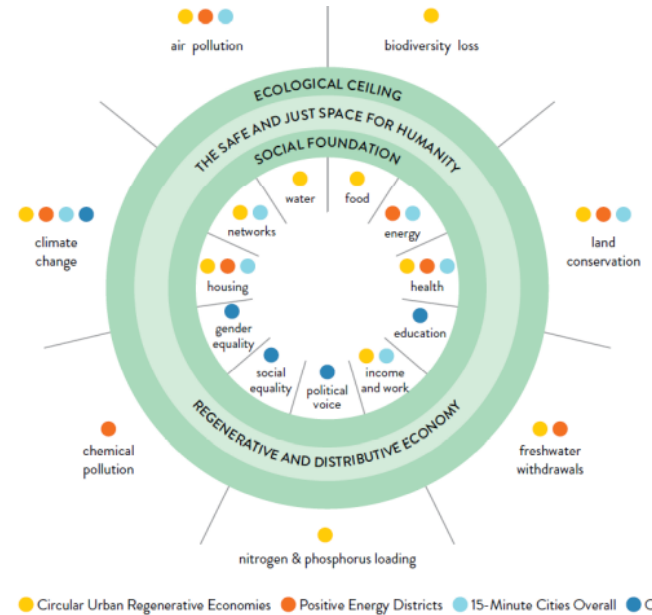 air pollution
biodiversity loss
ECOLOGICAL CEILING
THE SAFE AND JUST SPACE FOR HUMANITY
SOCIAL FOUNDATION
water
food
networks
energy
climate
change
land
conservation
housing
health
gender
equality
education
social
equality
political
voice
income
and work
REGENERATIVE AND DISTRIBUTIVE ECONOMY
chemical
pollution
freshwater
withdrawals
nitrogen & phosphorus loading
Circular Urban Regenerative Economies Positive Energy Districts 15-Minute Cities Overall